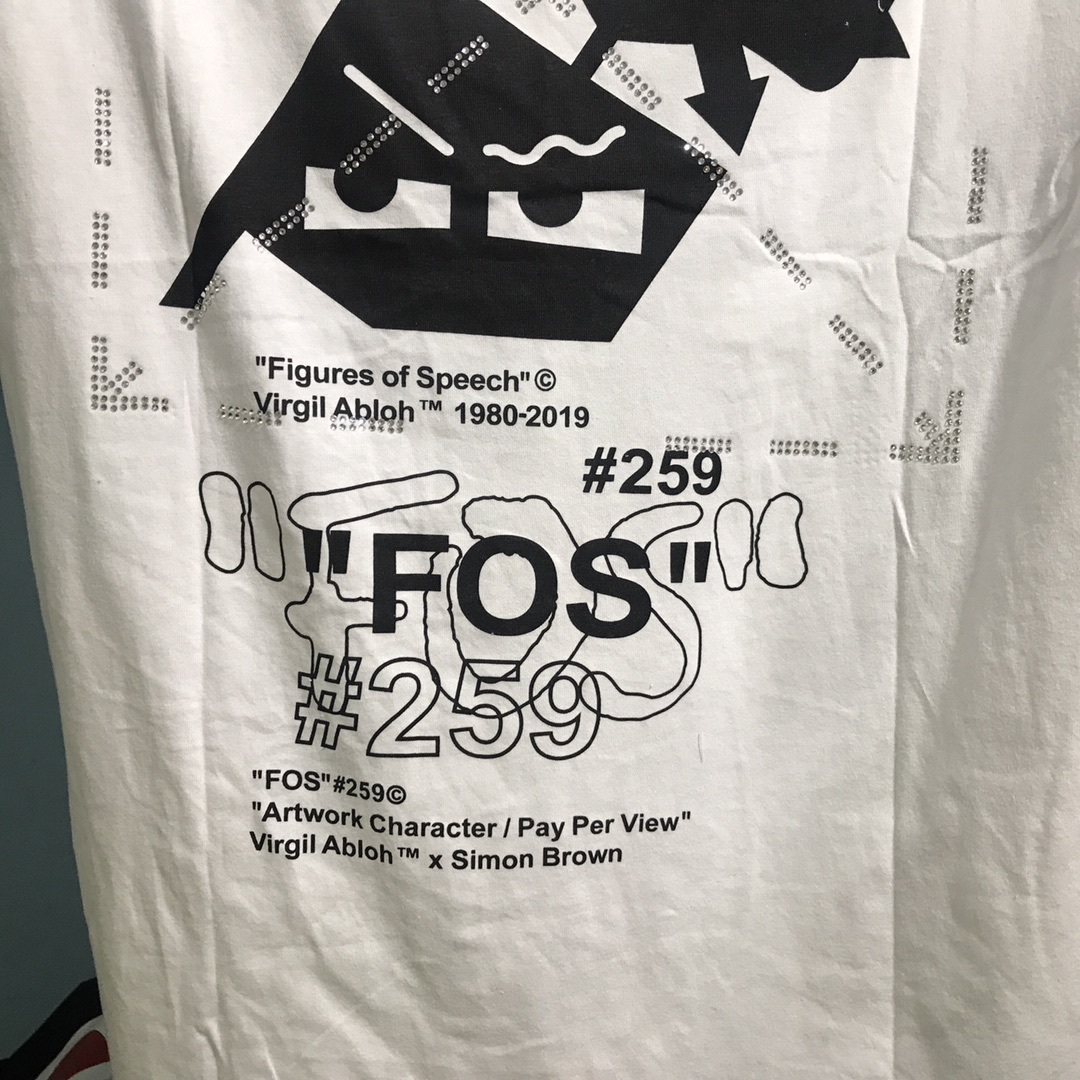 "Figures of Speech"©
Virgil Abloh™ 1980-2019
#259
"FOS"
"FOS"
#259
"FOS"#259©
"Artwork Character / Pay Per View"
Virgil Abloh™ x Simon Brown